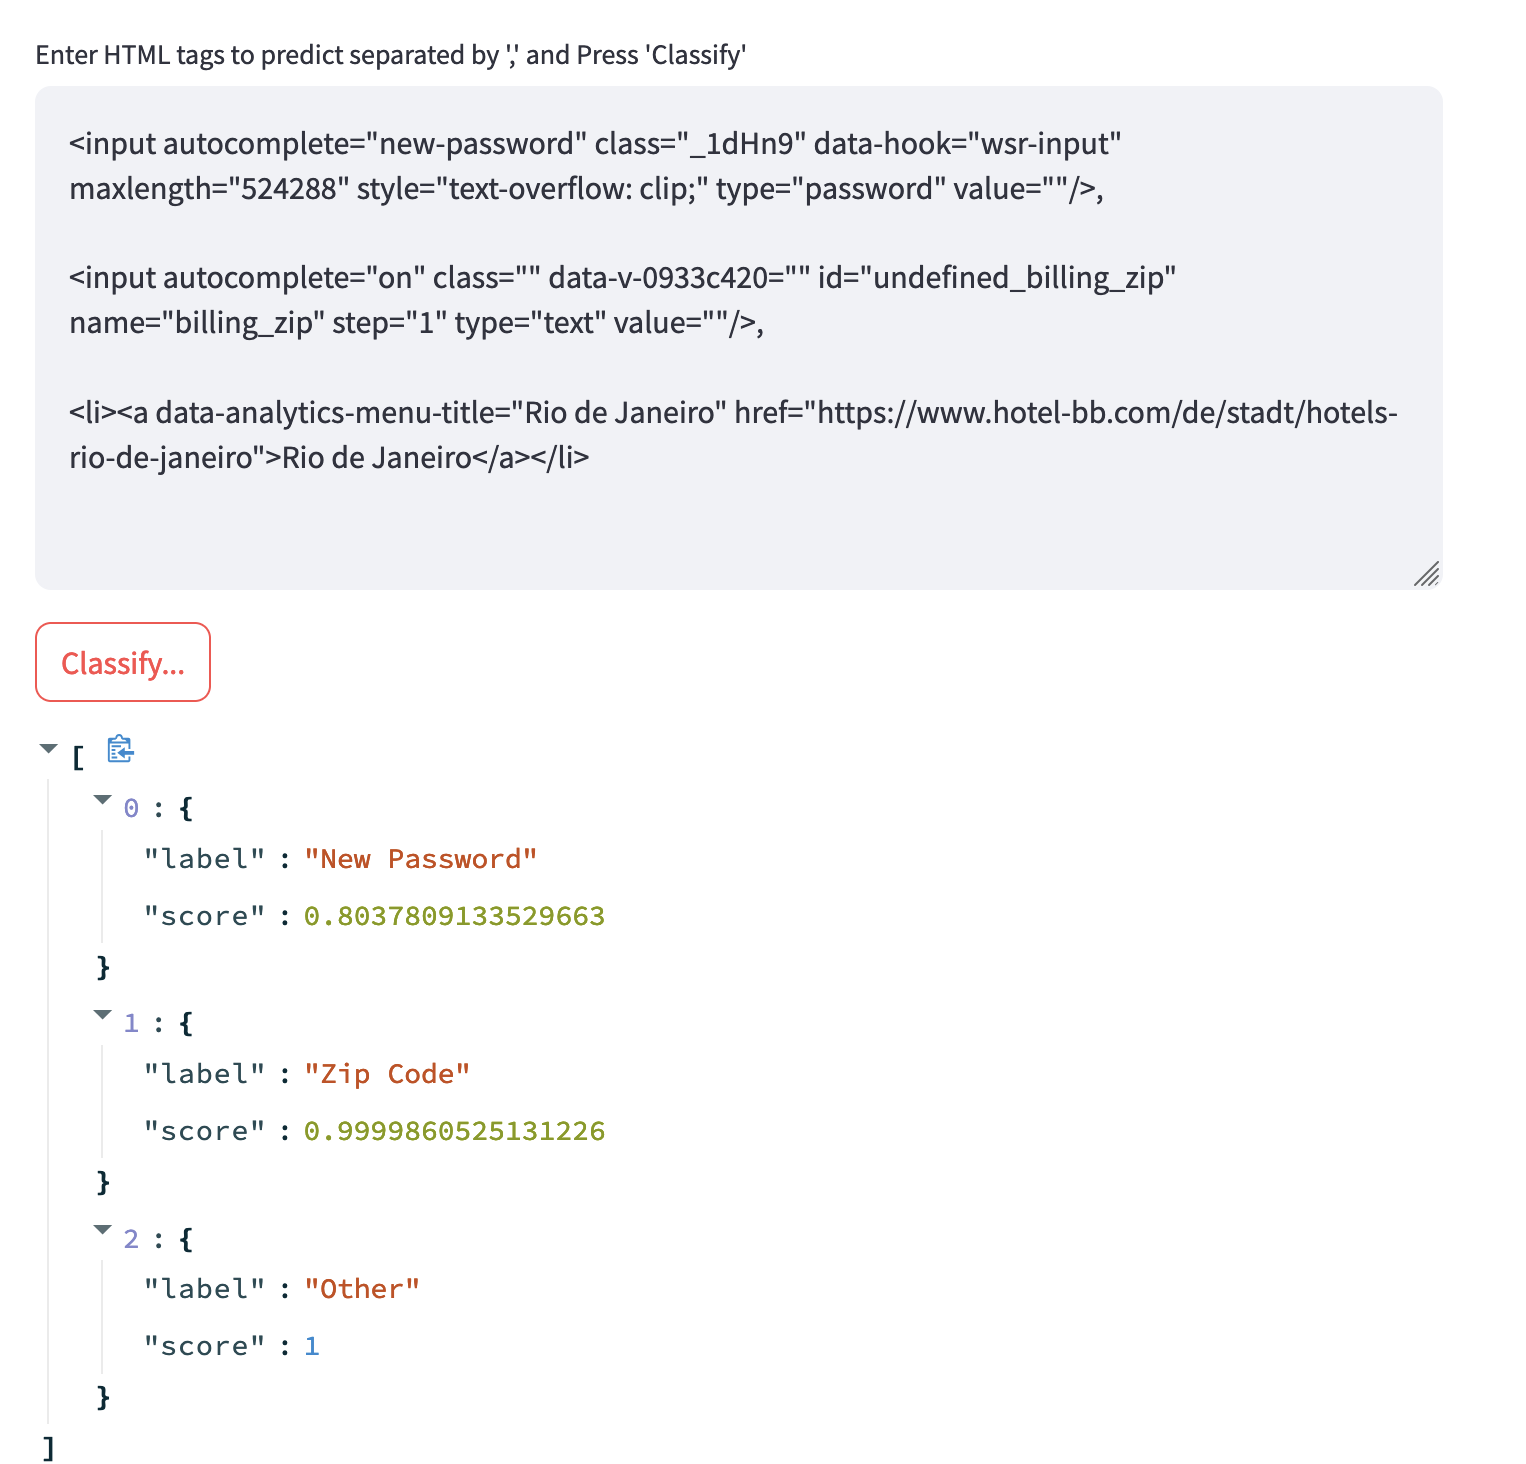 Enter HTML tags to predict separated by ',' and Press 'Classify'
<input autocomplete="new-password" class="_1dHn9" data-hook="wsr-input"
maxlength="524288" style="text-overflow: clip;" type="password" value=""/>,
<input autocomplete="on" class="" data-v-0933c420="" id="undefined_billing_zip"
name="billing_zip" step="1" type="text" value=""/>,
<li><a data-analytics-menu-title="Rio de Janeiro" href="https://www.hotel-bb.com/de/stadt/hotels-
rio-de-janeiro">Rio de Janeiro</a></li>
Classify...
[
0 : {
"label" : "New Password"
"score" : 0.8037809133529663
}
1 : {
"label" : "Zip Code"
"score" : 0.9999860525131226
}
2 : {
"label" : "Other"
"score" : 1
}
]